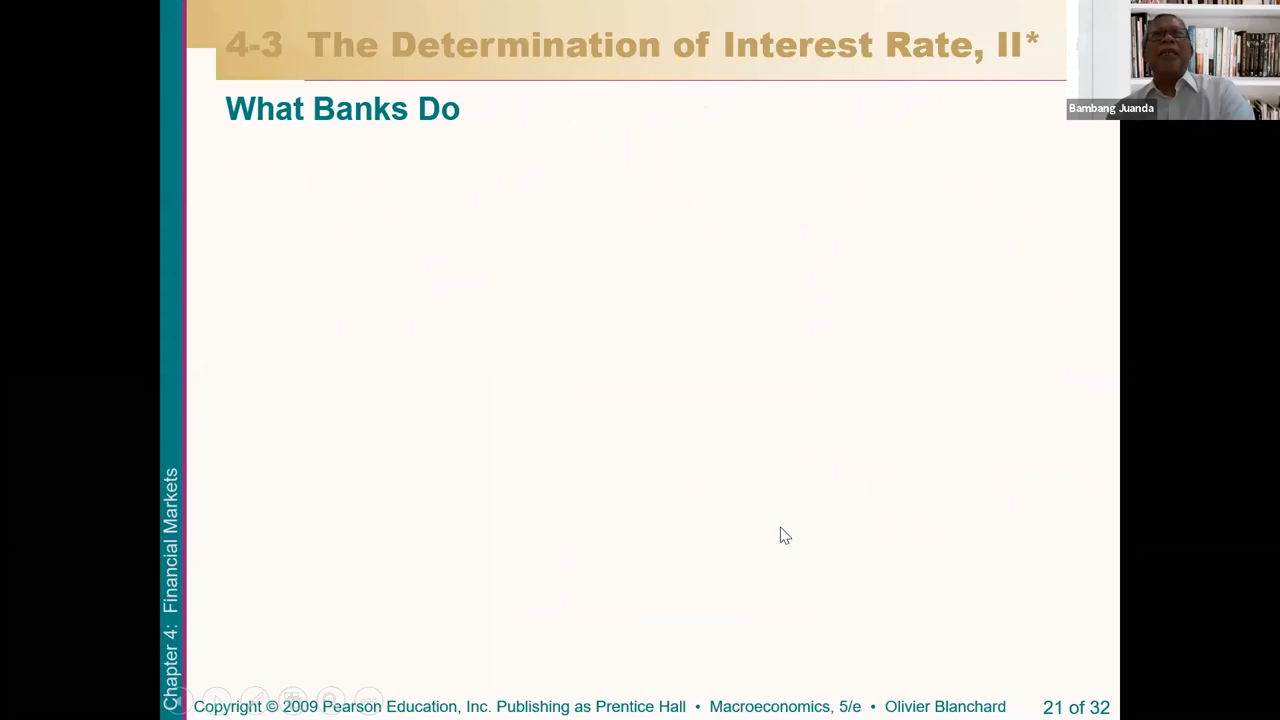 4-3 The Determination of Interest Rate, II*
Bambang Juanda
What Banks Do
Chapter 4: Financial Markets
Copyright © 2009 Pearson Education, Inc. Publishing as Prentice Hall • Macroeconomics, 5/e • Olivier Blanchard
21 of 32